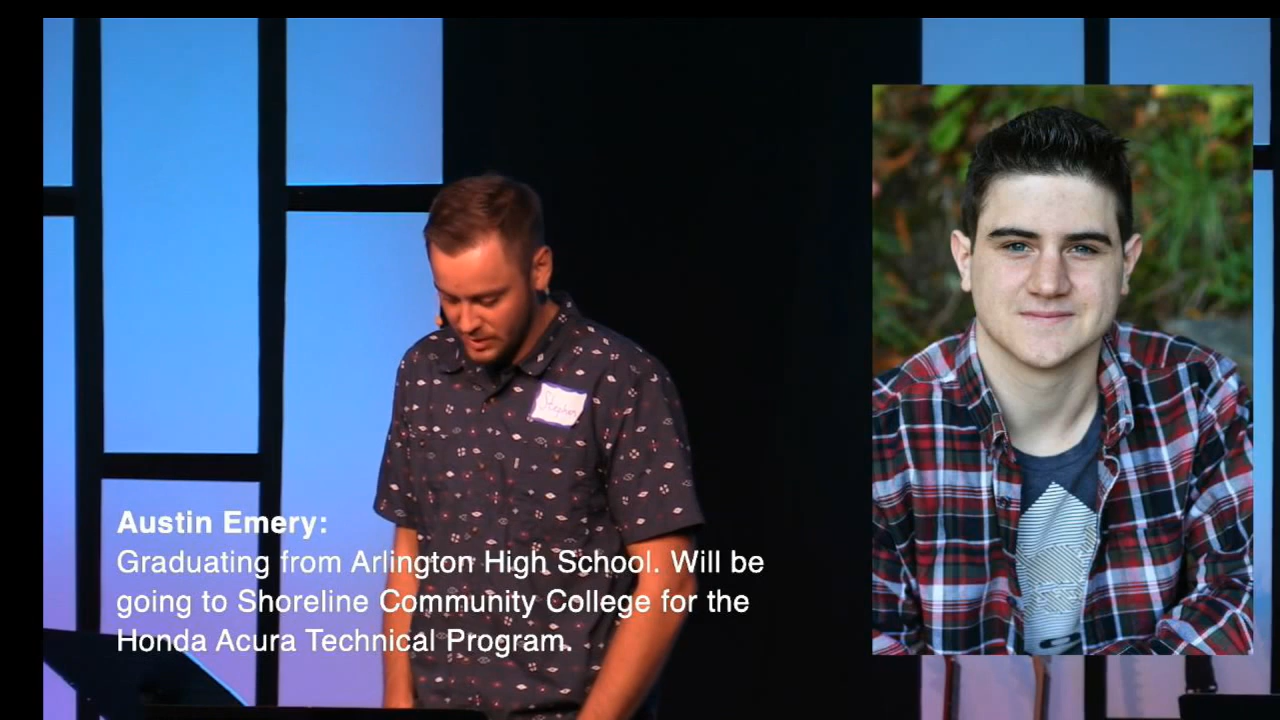 Stephen
Austin Emery:
Graduating from Arlington High School. Will be
going to Shoreline Community College for the
Honda Acura Technical Program.